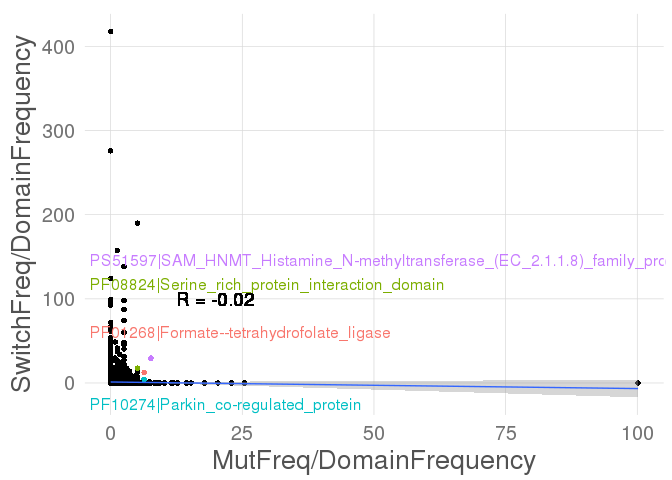 SwitchFreq/DomainFrequency
400
300
200
PS51597|SAM_HNMT_Histamine_N-methyltransferase_(EC_2.1.1.8)_family_pro
PF08824|Serine_rich_protein_interaction_domain
100
R = -0.02
PF01268|Formate--tetrahydrofolate_ligase
0
PF10274|Parkin_co-regulated_protein
0 25 50 75 100
MutFreq/DomainFrequency